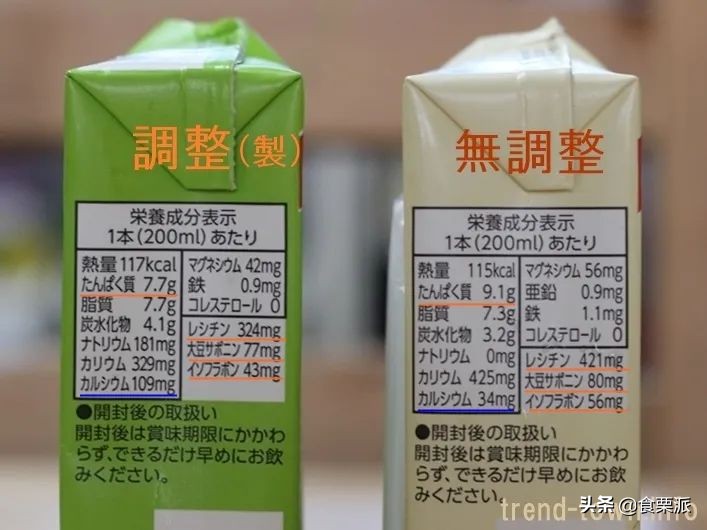 調整(製)
栄養成分表示
1本(200ml)あたり
熱量 117kcal
たんぱく質 7.7g
脂質 7.7g
炭水化物 4.1g
ナトリウム 181mg
カリウム 329mg
カルシウム 109mg
マグネシウム 42mg
鉄 0.9mg
コレステロール 0
レシチン 324mg
大豆サポニン 77mg
イソフラボン 43mg
●開封後の取扱い
開封後は賞味期限にかかわ
らず、できるだけ早めにお飲
みください。
無調整
栄養成分表示
1本(200ml)あたり
熱量 115kcal
たんぱく質 9.1g
脂質 7.3g
炭水化物 3.2g
ナトリウム 0mg
カリウム 425mg
カルシウム 34mg
マグネシウム 56mg
亜鉛 0.9mg
鉄 1.1mg
コレステロール 0
レシチン 421mg
大豆サポニン 80mg
イソフラボン 56mg
●開封後の取扱い
開封後は賞味期限にかかわ
らず、できるだけ早めにお飲
みください。
頭条 @食栗派